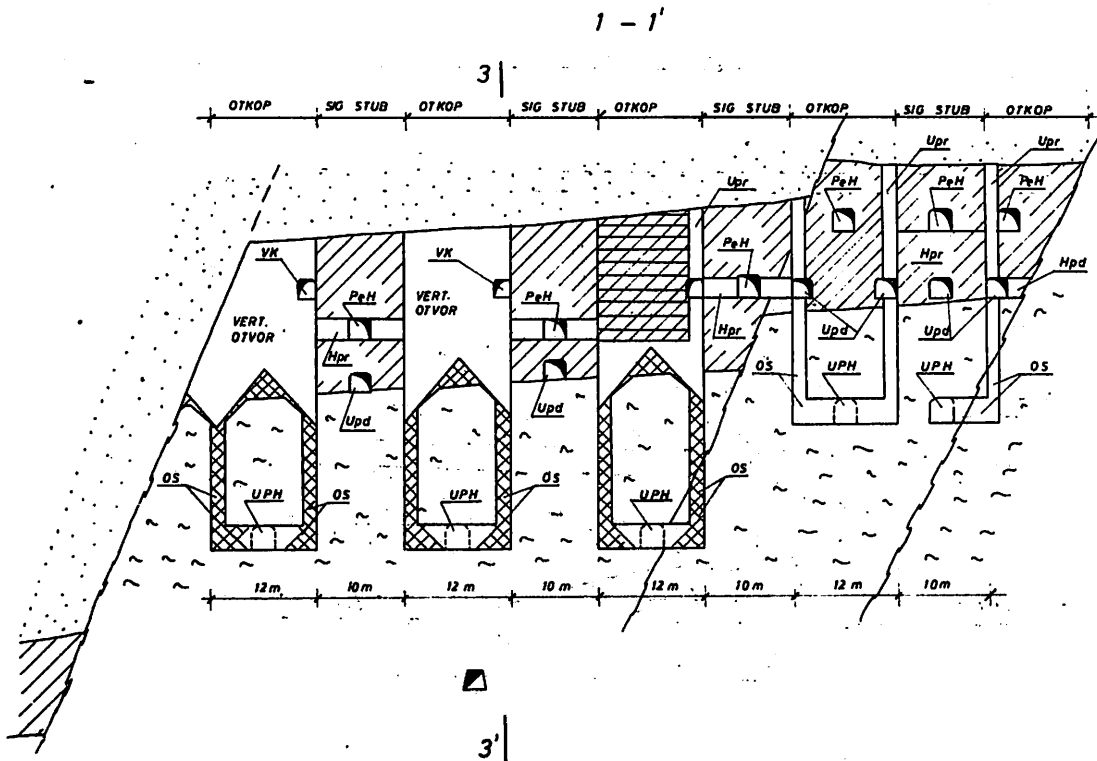 1 - 1'
3
OTKOP SIG STUB OTKOP SIG STUB OTKOP SIG STUB OTKOP SIG STUB OTKOP
Upr Upr
Upr PeH PeH PeH
VK VK PeH
PeH PeH Hpr Hpd
VERT. OTVOR
VERT. OTVOR
Hpr Hpr Upd Upd
Upd Upd
OS UPH UPH OS
OS UPH OS UPH OS UPH OS
12 m 10 m 12 m 10 m 12 m 10 m 12 m 10 m
3'